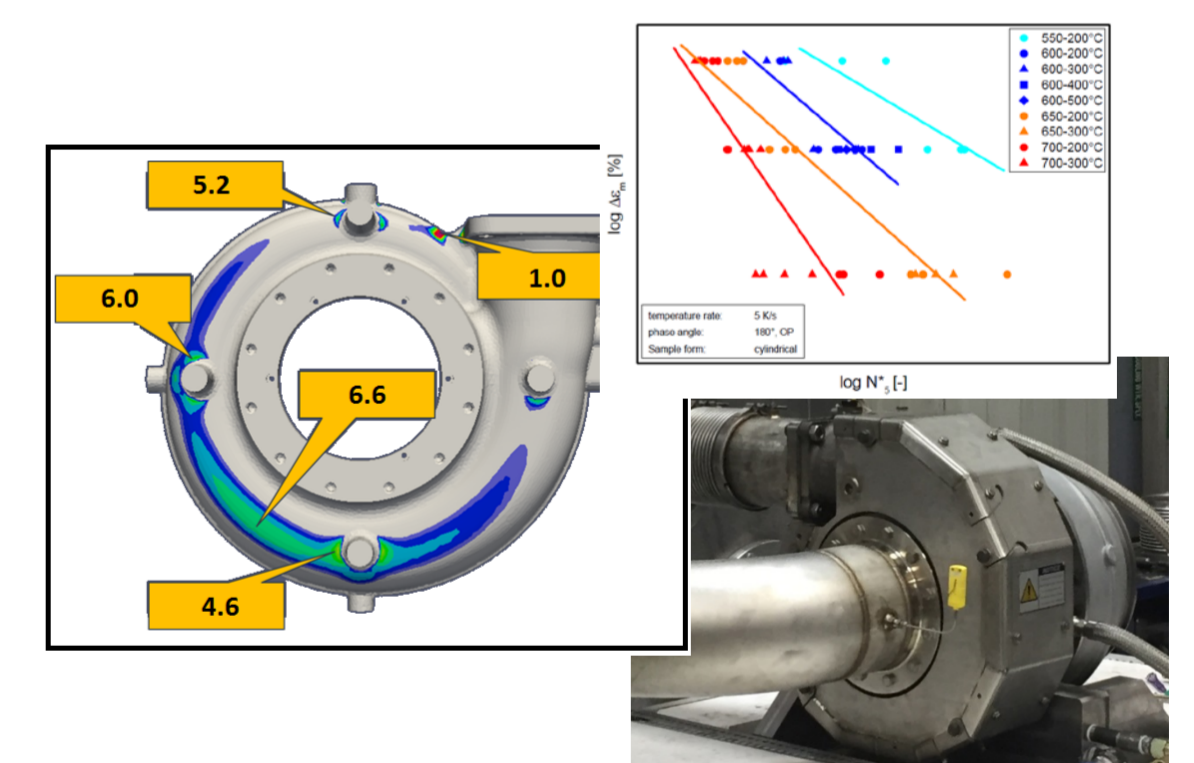 5.2
6.0
1.0
6.6
4.6
log Δε_m [%]
550-200°C
600-200°C
600-300°C
600-400°C
600-500°C
650-200°C
650-300°C
700-200°C
700-300°C
temperature rate: 5 K/s
phase angle: 180°, OP
Sample form: cylindrical
log N*_5 [-]